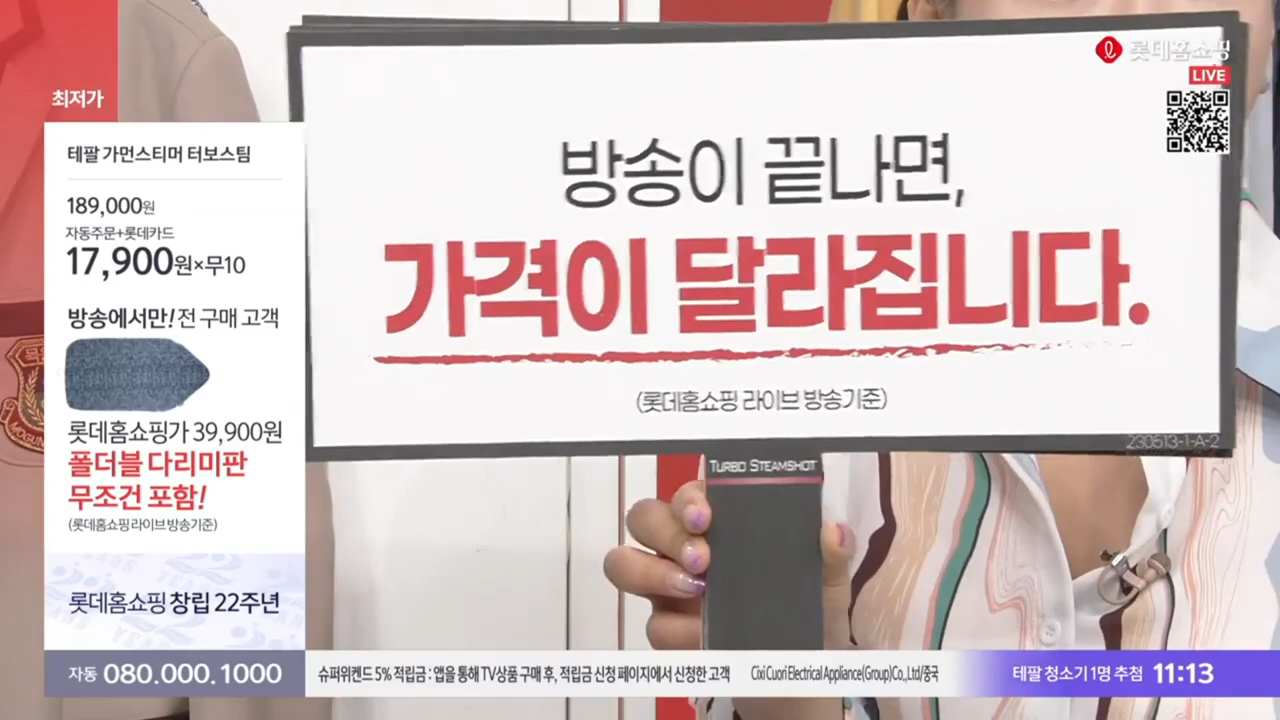 최저가
테팔 가먼스티머 터보스팀
189,000원
자동주문+롯데카드
17,900원×무10
방송에서만! 전 구매 고객
롯데홈쇼핑가 39,900원
폴더블 다리미판
무조건 포함!
(롯데홈쇼핑 라이브 방송기준)
롯데홈쇼핑 창립 22주년
자동 080.000.1000
방송이 끝나면,
가격이 달라집니다.
(롯데홈쇼핑 라이브 방송기준)
230513-1-A-2
롯데홈쇼핑
LIVE
TURBO STEAMSHOT
슈퍼위켄드 5% 적립금 : 앱을 통해 TV상품 구매 후, 적립금 신청 페이지에서 신청한 고객
Cixi Cuori Electrical Appliance(Group)Co.,Ltd/중국
테팔 청소기 1명 추첨 11:13